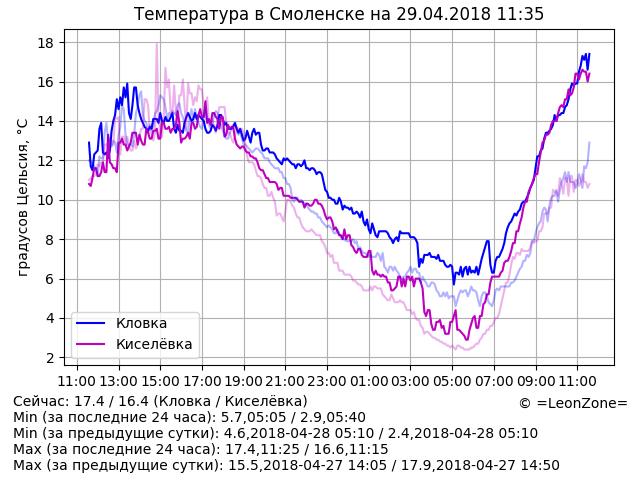 Температура в Смоленске на 29.04.2018 11:35
градусов Цельсия, °C
18
16
14
12
10
8
6
4
2
Кловка
Киселёвка
11:00 13:00 15:00 17:00 19:00 21:00 23:00 01:00 03:00 05:00 07:00 09:00 11:00
Сейчас: 17.4 / 16.4 (Кловка / Киселёвка)
© =LeonZone=
Min (за последние 24 часа): 5.7,05:05 / 2.9,05:40
Min (за предыдущие сутки): 4.6,2018-04-28 05:10 / 2.4,2018-04-28 05:10
Max (за последние 24 часа): 17.4,11:25 / 16.6,11:15
Max (за предыдущие сутки): 15.5,2018-04-27 14:05 / 17.9,2018-04-27 14:50